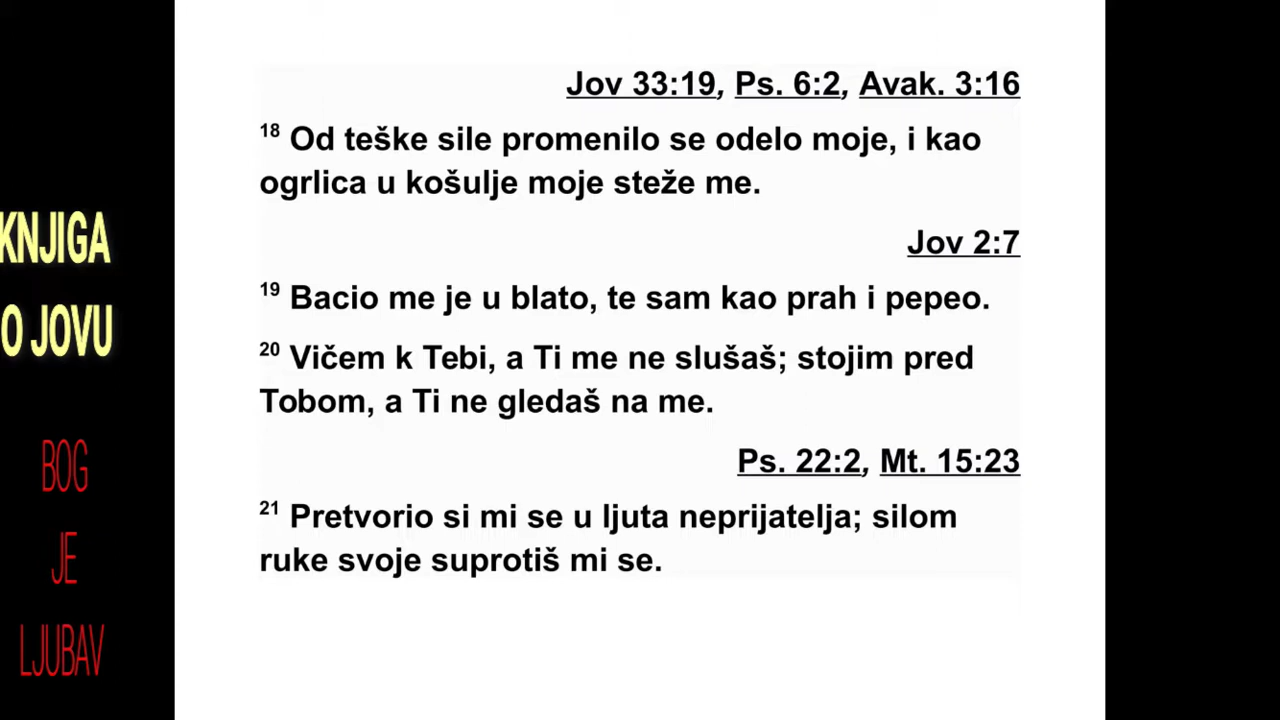 KNJIGA
O JOVU
BOG
JE
LJUBAV
Jov 33:19, Ps. 6:2, Avak. 3:16
18 Od teške sile promenilo se odelo moje, i kao
ogrlica u košulje moje steže me.
Jov 2:7
19 Bacio me je u blato, te sam kao prah i pepeo.
20 Vičem k Tebi, a Ti me ne slušaš; stojim pred
Tobom, a Ti ne gledaš na me.
Ps. 22:2, Mt. 15:23
21 Pretvorio si mi se u ljuta neprijatelja; silom
ruke svoje suprotiš mi se.